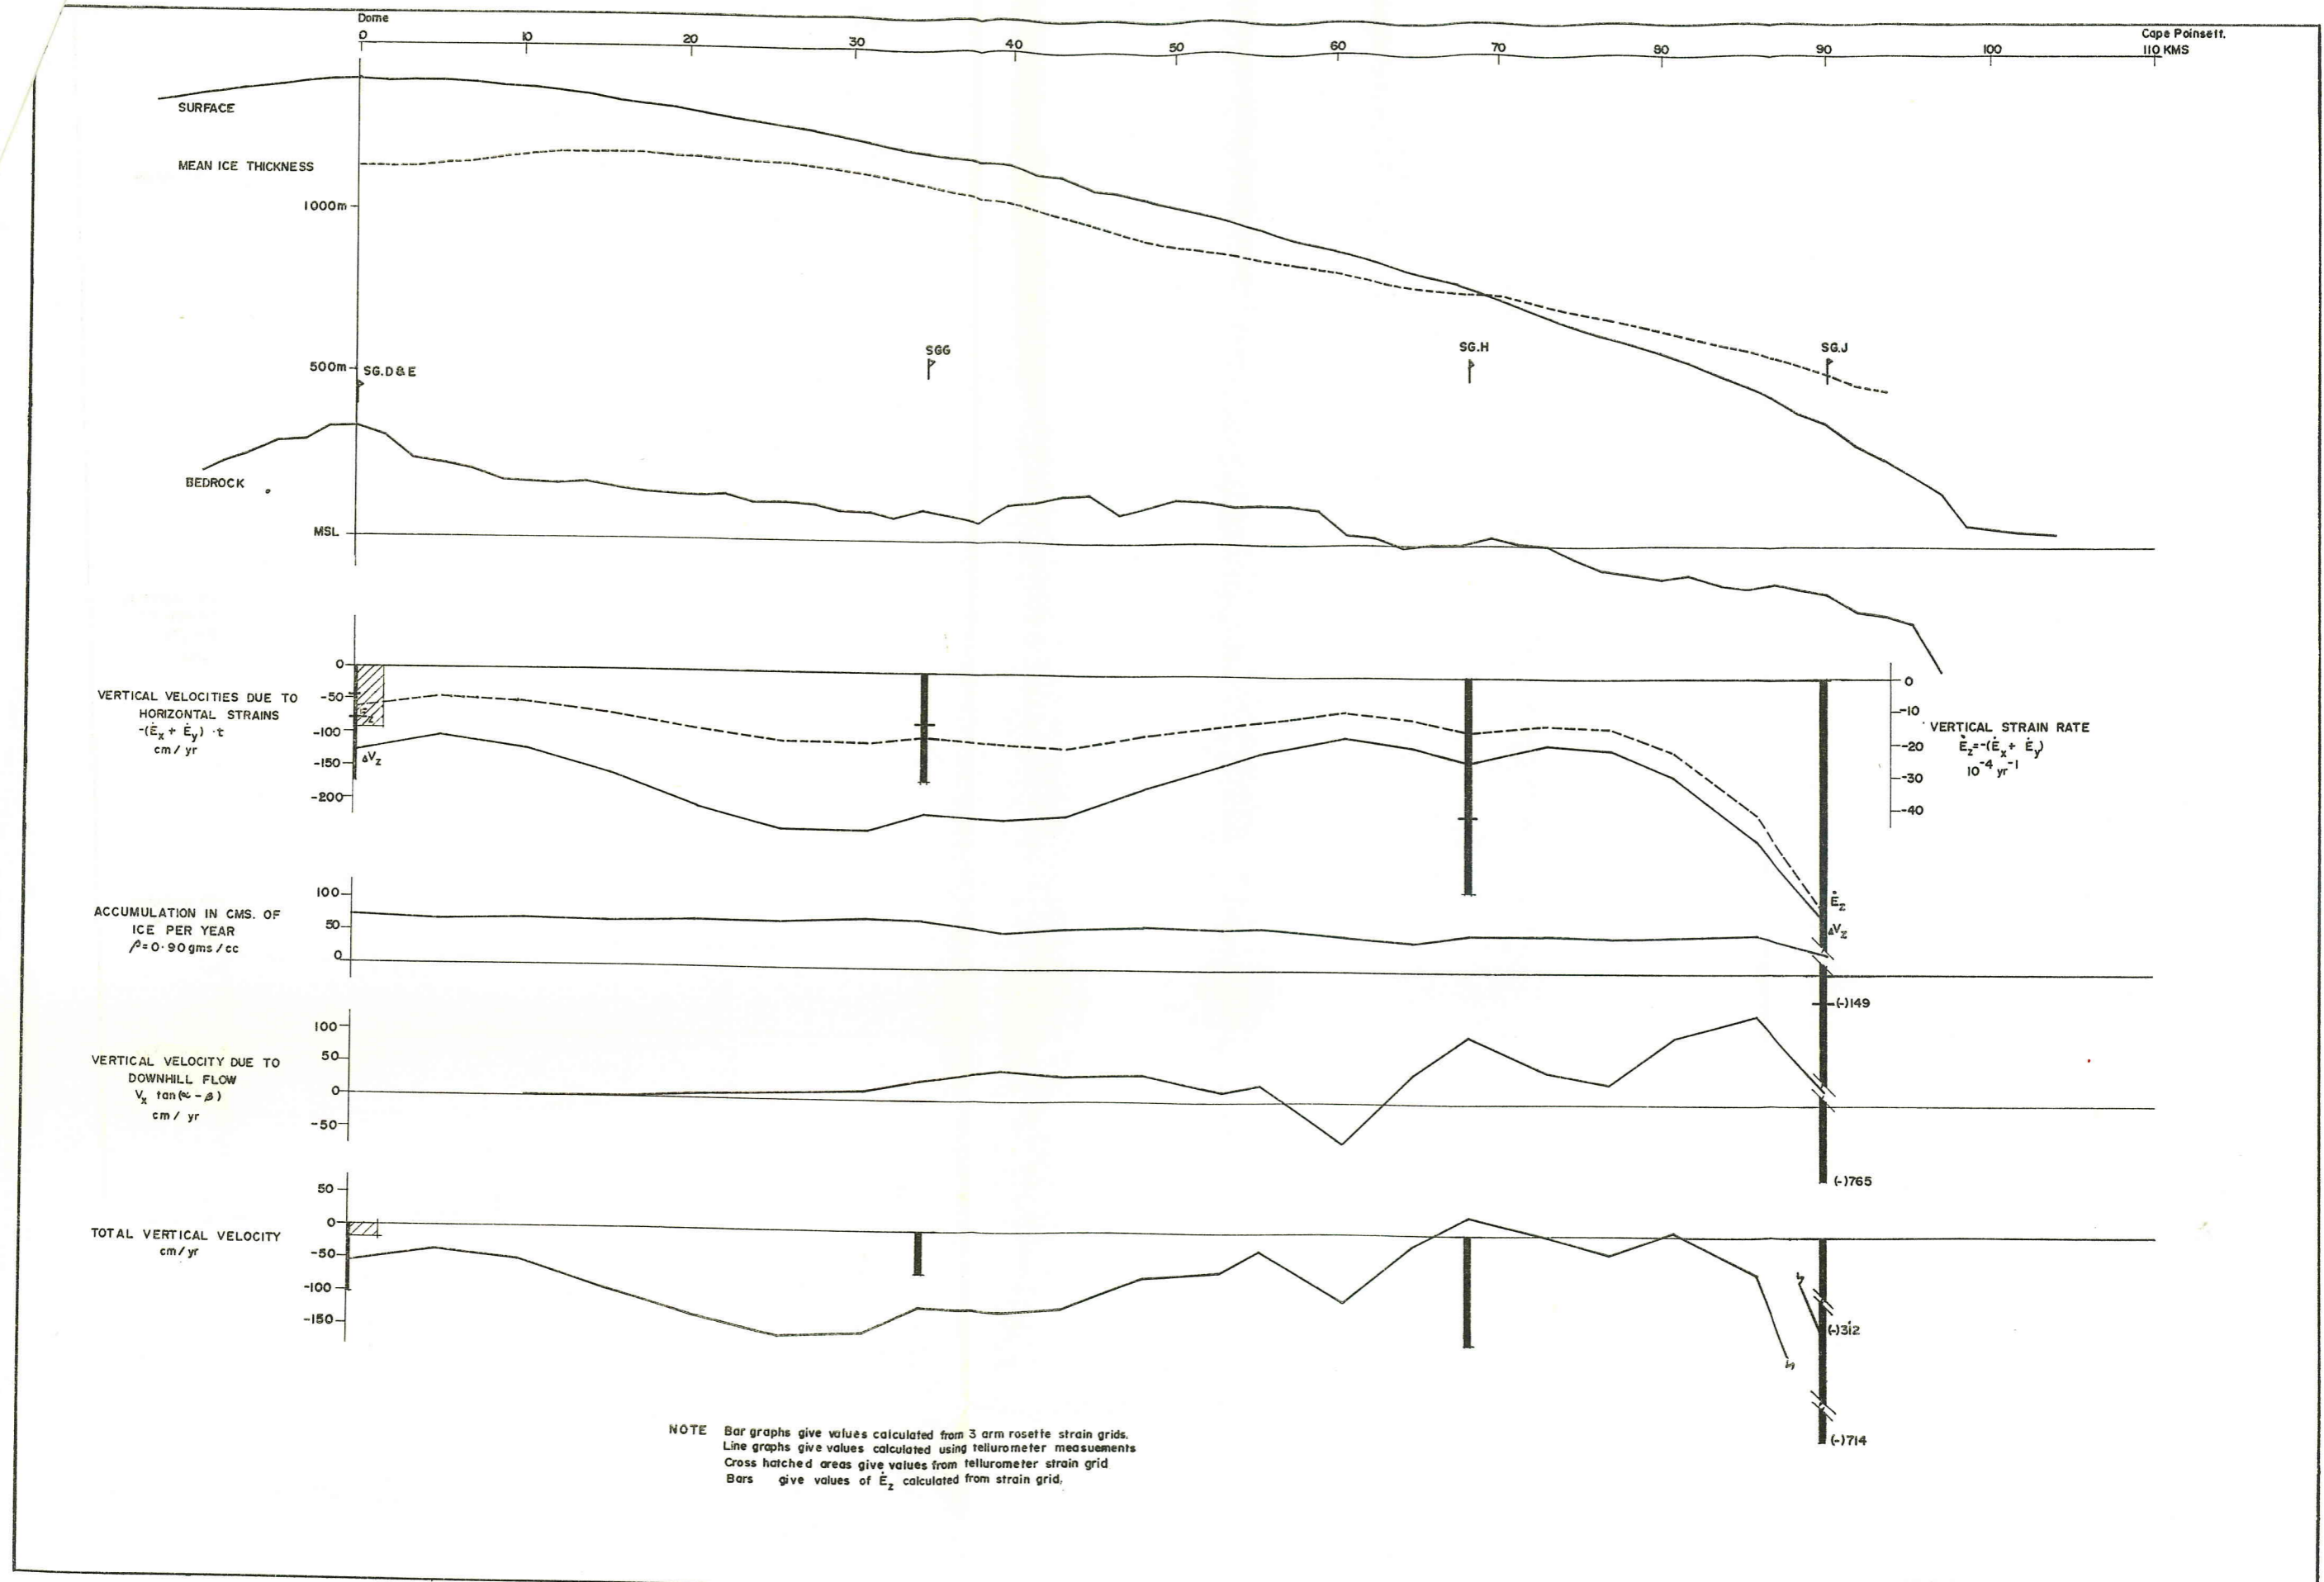 Dome
0 10 20 30 40 50 60 70 80 90 100
Cape Poinsett.
110 KMS
SURFACE
MEAN ICE THICKNESS
1000m
500m
SG.D&E
SGG
SG.H
SG.J
BEDROCK
MSL
VERTICAL VELOCITIES DUE TO
HORIZONTAL STRAINS
-(Ėx + Ėy) ·t
cm / yr
0
-50
-100
-150
-200
ΔVz
0
-10
-20
-30
-40
VERTICAL STRAIN RATE
Ėz=-(Ėx + Ėy)
10-4 yr-1
Ėz
ΔVz
ACCUMULATION IN CMS. OF
ICE PER YEAR
ρ=0·90gms/cc
100
50
0
(-)149
VERTICAL VELOCITY DUE TO
DOWNHILL FLOW
Vx tan(∝-β)
cm / yr
100
50
0
-50
(-)765
TOTAL VERTICAL VELOCITY
cm/yr
50
0
-50
-100
-150
(-)312
(-)714
NOTE Bar graphs give values calculated from 3 arm rosette strain grids.
Line graphs give values calculated using tellurometer measuements
Cross hatched areas give values from tellurometer strain grid
Bars give values of Ėz calculated from strain grid.